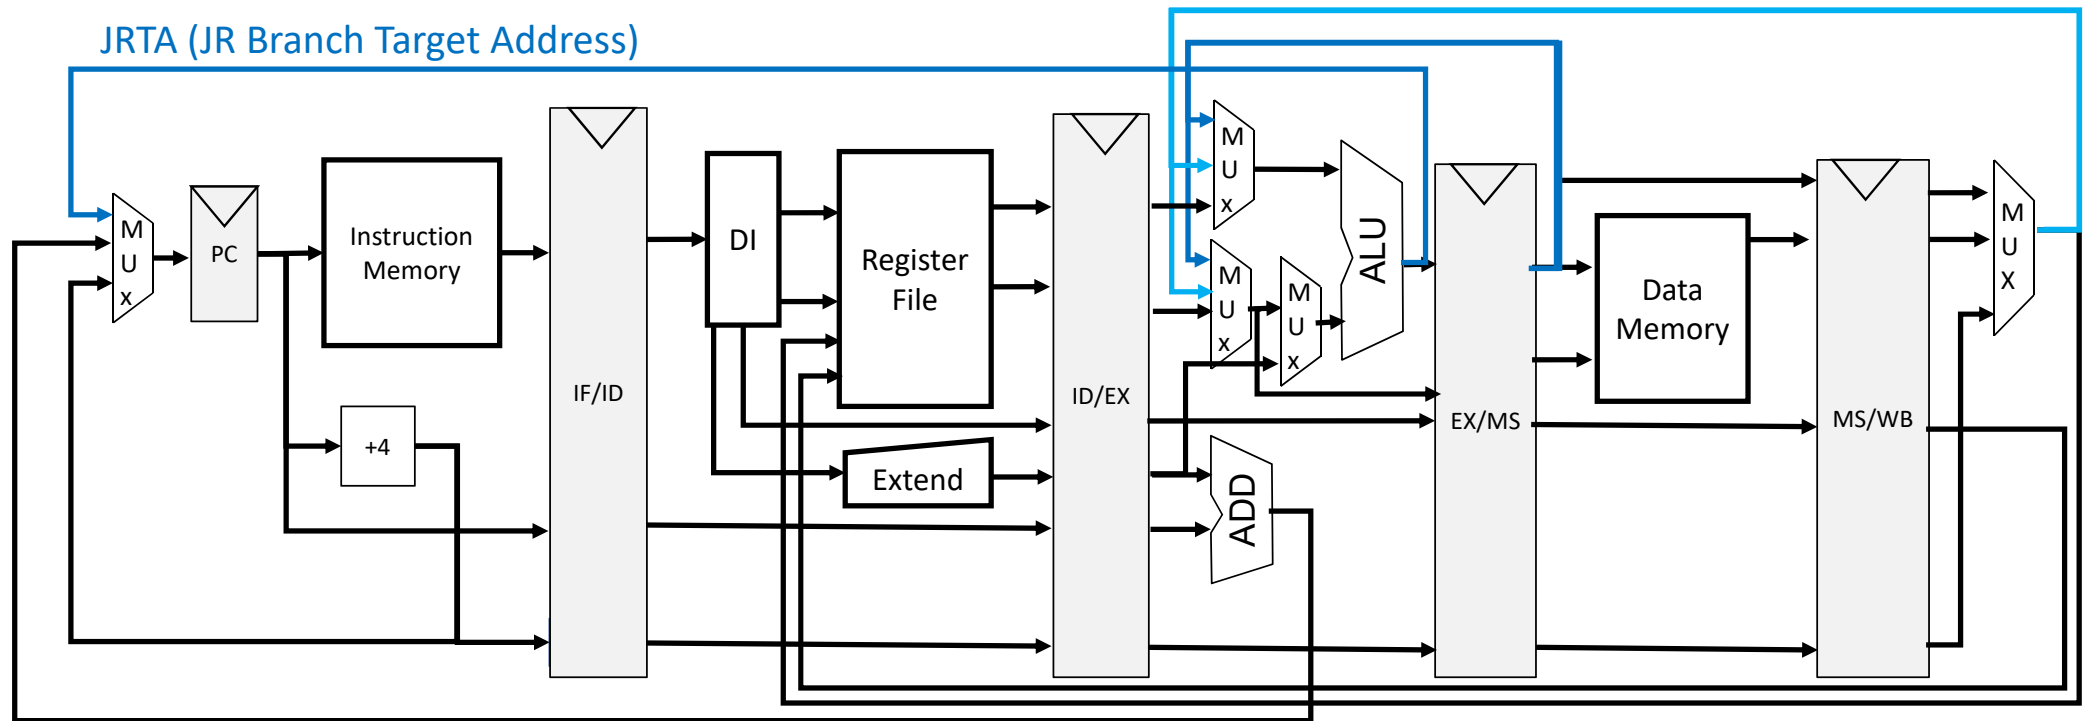 JRTA (JR Branch Target Address)
M
U
x
PC
Instruction
Memory
+4
IF/ID
DI
Register
File
Extend
ID/EX
M
U
x
M
U
x
M
U
x
ALU
ADD
EX/MS
Data
Memory
MS/WB
M
U
X